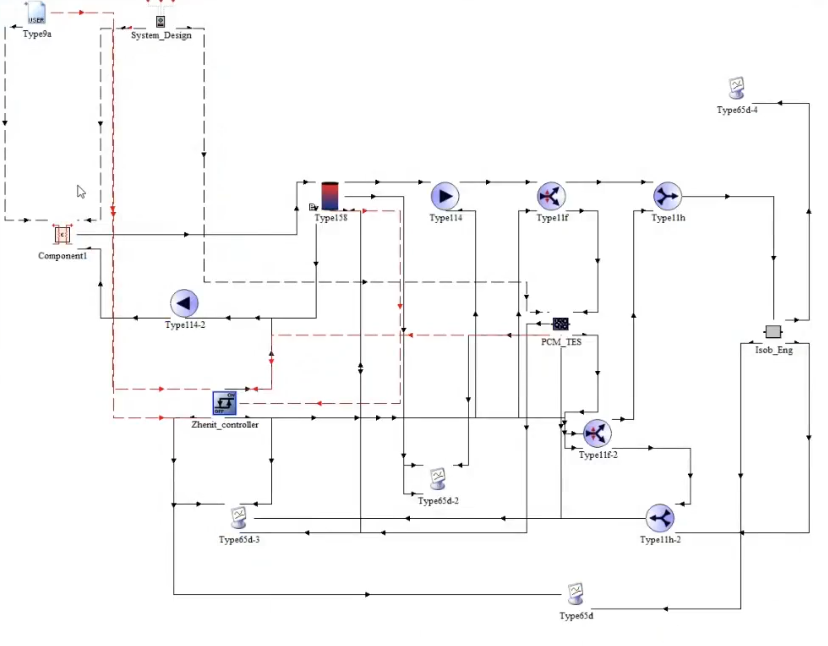 USER
Type9a
System_Design
Type65d-4
Type158
Type114
Type11f
Type11h
Component1
Type114-2
PCM_TES
Isob_Eng
Zhenit_controller
Type11f-2
Type65d-2
Type65d-3
Type11h-2
Type65d